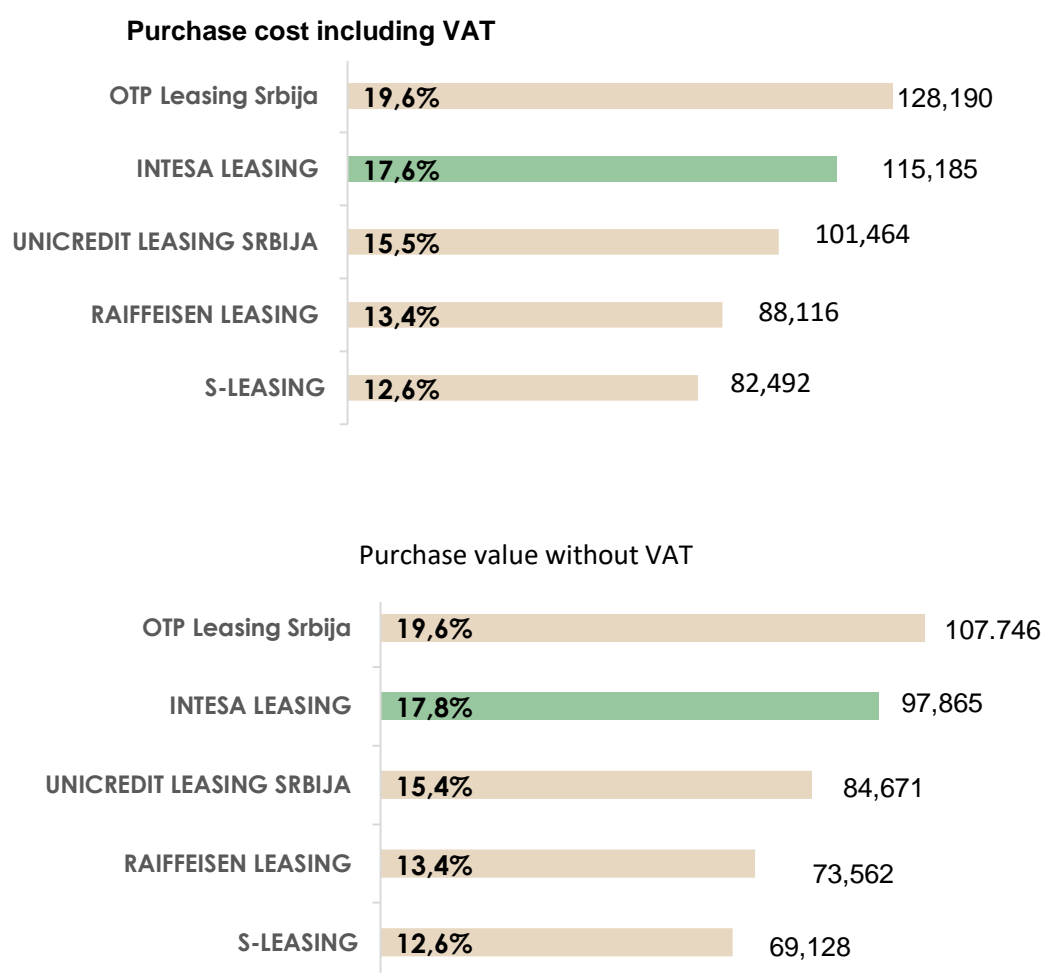 Purchase cost including VAT
OTP Leasing Srbija 19,6% 128,190
INTESA LEASING 17,6% 115,185
UNICREDIT LEASING SRBIJA 15,5% 101,464
RAIFFEISEN LEASING 13,4% 88,116
S-LEASING 12,6% 82,492
Purchase value without VAT
OTP Leasing Srbija 19,6% 107.746
INTESA LEASING 17,8% 97,865
UNICREDIT LEASING SRBIJA 15,4% 84,671
RAIFFEISEN LEASING 13,4% 73,562
S-LEASING 12,6% 69,128